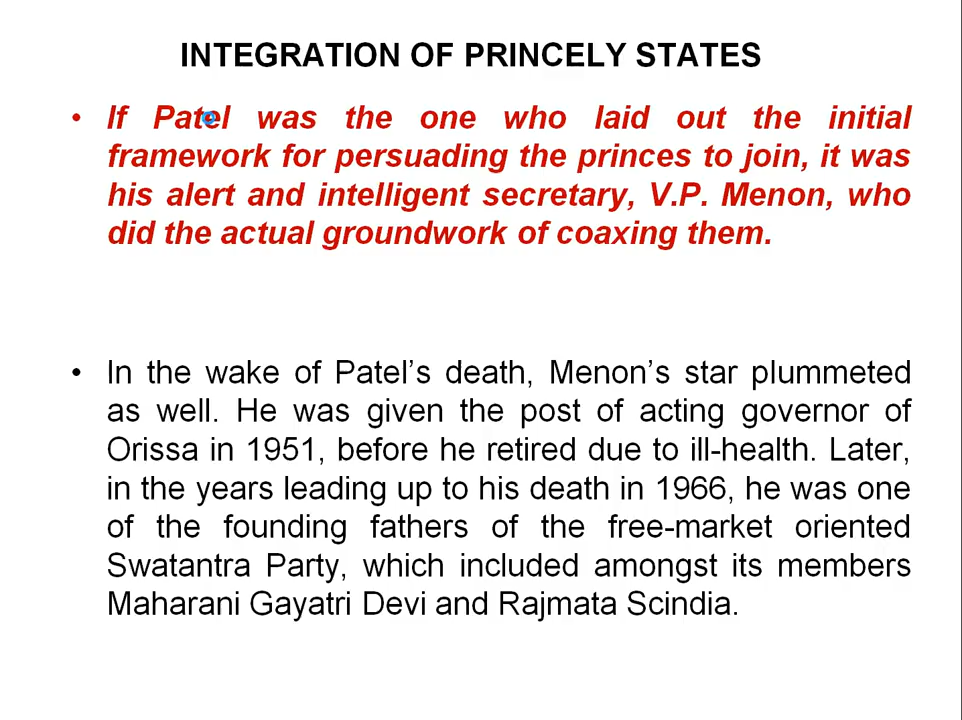 INTEGRATION OF PRINCELY STATES
• If Patel was the one who laid out the initial
framework for persuading the princes to join, it was
his alert and intelligent secretary, V.P. Menon, who
did the actual groundwork of coaxing them.
• In the wake of Patel's death, Menon's star plummeted
as well. He was given the post of acting governor of
Orissa in 1951, before he retired due to ill-health. Later,
in the years leading up to his death in 1966, he was one
of the founding fathers of the free-market oriented
Swatantra Party, which included amongst its members
Maharani Gayatri Devi and Rajmata Scindia.